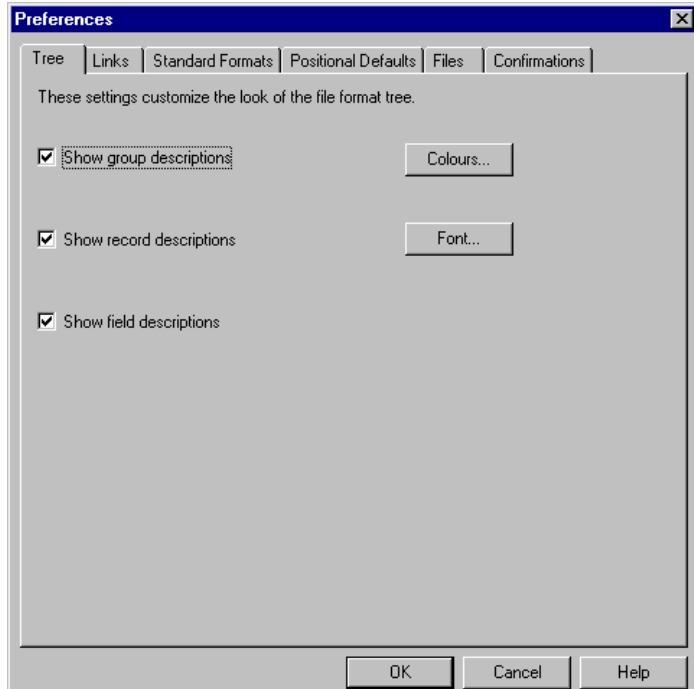 Preferences
Tree Links Standard Formats Positional Defaults Files Confirmations
These settings customize the look of the file format tree.
Show group descriptions Colours...
Show record descriptions Font...
Show field descriptions
OK Cancel Help